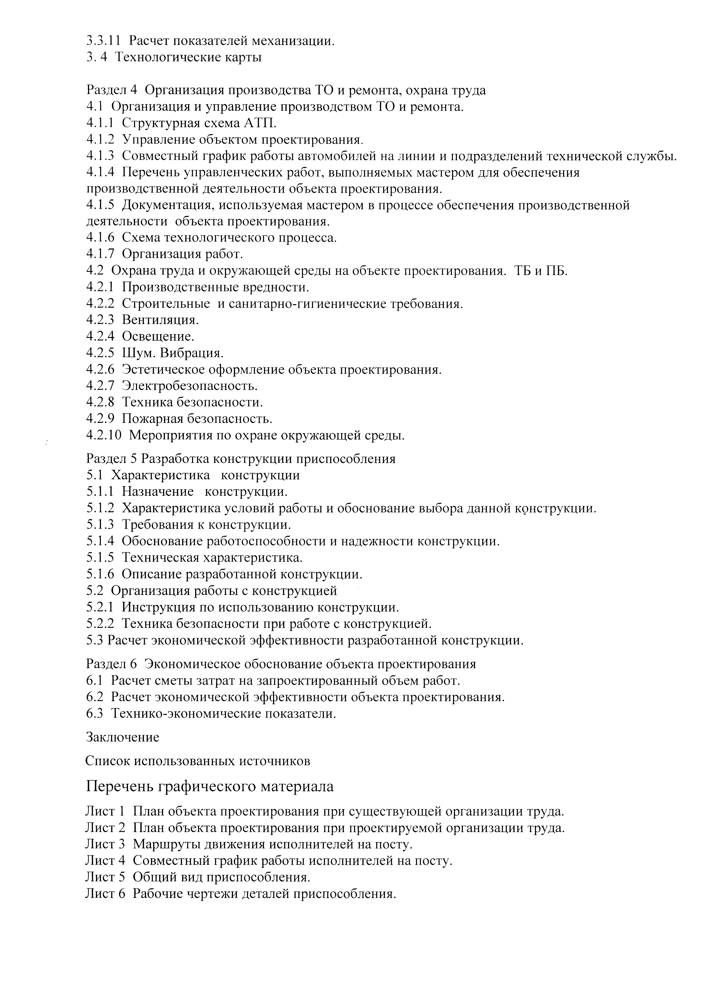 3.3.11 Расчет показателей механизации.
3. 4 Технологические карты
Раздел 4 Организация производства ТО и ремонта, охрана труда
4.1 Организация и управление производством ТО и ремонта.
4.1.1 Структурная схема АТП.
4.1.2 Управление объектом проектирования.
4.1.3 Совместный график работы автомобилей на линии и подразделений технической службы.
4.1.4 Перечень управленческих работ, выполняемых мастером для обеспечения
производственной деятельности объекта проектирования.
4.1.5 Документация, используемая мастером в процессе обеспечения производственной
деятельности объекта проектирования.
4.1.6 Схема технологического процесса.
4.1.7 Организация работ.
4.2 Охрана труда и окружающей среды на объекте проектирования. ТБ и ПБ.
4.2.1 Производственные вредности.
4.2.2 Строительные и санитарно-гигиенические требования.
4.2.3 Вентиляция.
4.2.4 Освещение.
4.2.5 Шум. Вибрация.
4.2.6 Эстетическое оформление объекта проектирования.
4.2.7 Электробезопасность.
4.2.8 Техника безопасности.
4.2.9 Пожарная безопасность.
4.2.10 Мероприятия по охране окружающей среды.
Раздел 5 Разработка конструкции приспособления
5.1 Характеристика конструкции
5.1.1 Назначение конструкции.
5.1.2 Характеристика условий работы и обоснование выбора данной конструкции.
5.1.3 Требования к конструкции.
5.1.4 Обоснование работоспособности и надежности конструкции.
5.1.5 Техническая характеристика.
5.1.6 Описание разработанной конструкции.
5.2 Организация работы с конструкцией
5.2.1 Инструкция по использованию конструкции.
5.2.2 Техника безопасности при работе с конструкцией.
5.3 Расчет экономической эффективности разработанной конструкции.
Раздел 6 Экономическое обоснование объекта проектирования
6.1 Расчет сметы затрат на запроектированный объем работ.
6.2 Расчет экономической эффективности объекта проектирования.
6.3 Технико-экономические показатели.
Заключение
Список использованных источников
Перечень графического материала
Лист 1 План объекта проектирования при существующей организации труда.
Лист 2 План объекта проектирования при проектируемой организации труда.
Лист 3 Маршруты движения исполнителей на посту.
Лист 4 Совместный график работы исполнителей на посту.
Лист 5 Общий вид приспособления.
Лист 6 Рабочие чертежи деталей приспособления.